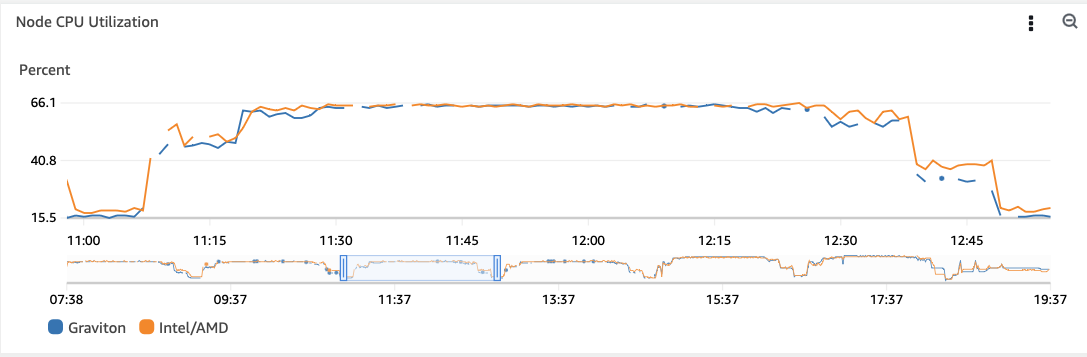 Node CPU Utilization
Percent
66.1
40.8
15.5
11:00 11:15 11:30 11:45 12:00 12:15 12:30 12:45
07:38 09:37 11:37 13:37 15:37 17:37 19:37
Graviton Intel/AMD